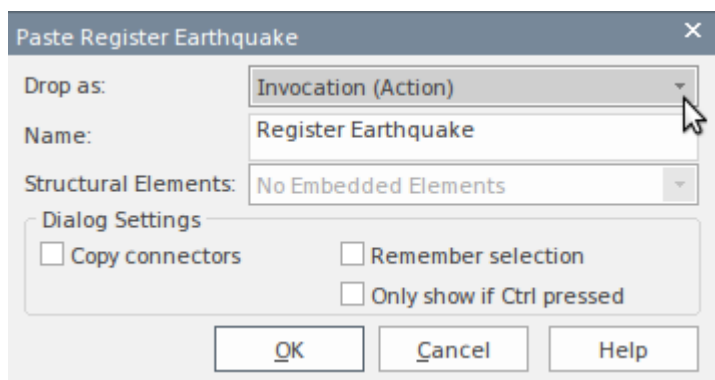 Paste Register Earthquake
Drop as: Invocation (Action)
Name: Register Earthquake
Structural Elements: No Embedded Elements
Dialog Settings
Copy connectors Remember selection
Only show if Ctrl pressed
OK Cancel Help